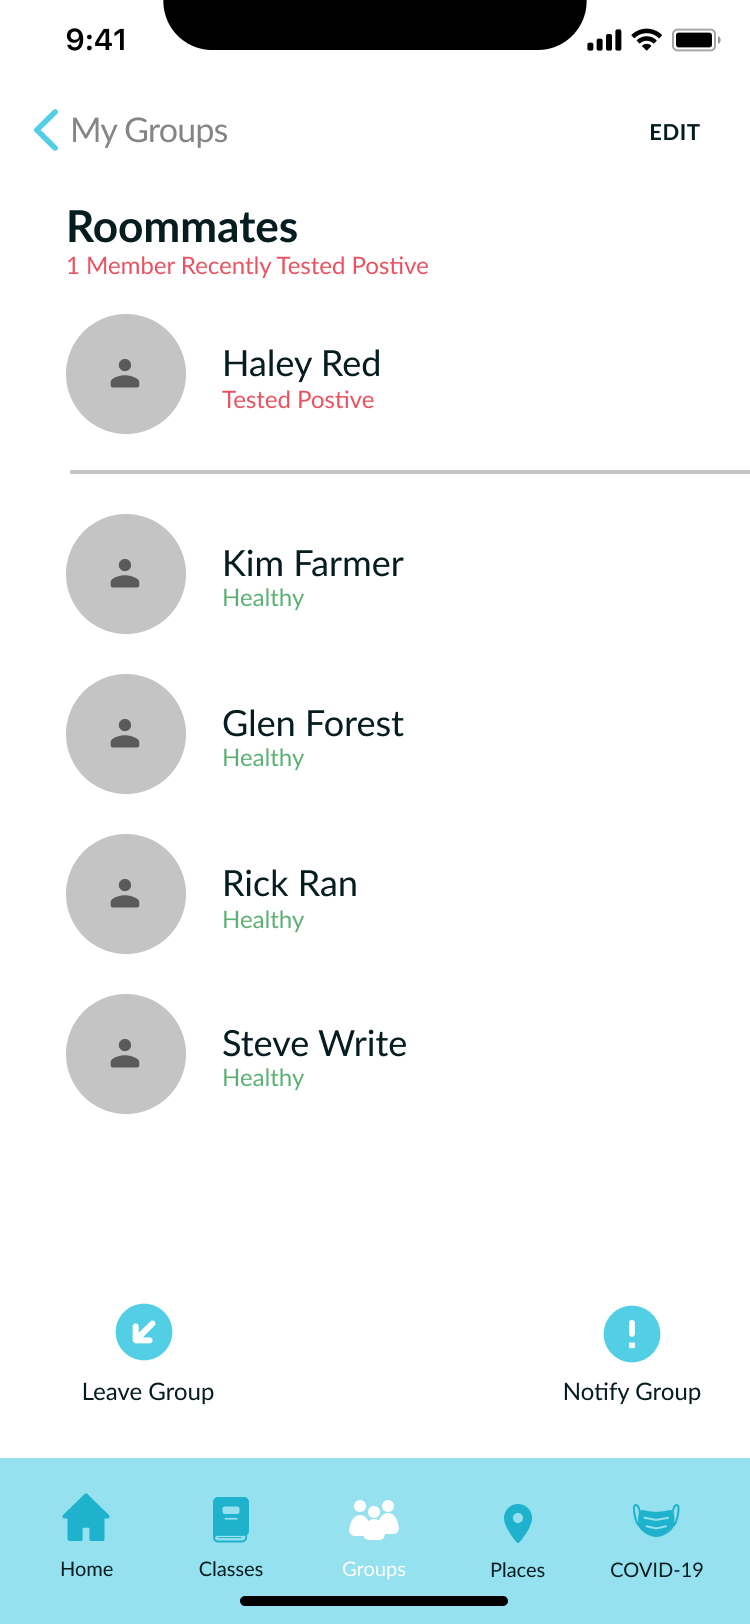 9:41
My Groups
EDIT
Roommates
1 Member Recently Tested Postive
Haley Red
Tested Postive
Kim Farmer
Healthy
Glen Forest
Healthy
Rick Ran
Healthy
Steve Write
Healthy
Leave Group
Notify Group
Home
Classes
Groups
Places
COVID-19